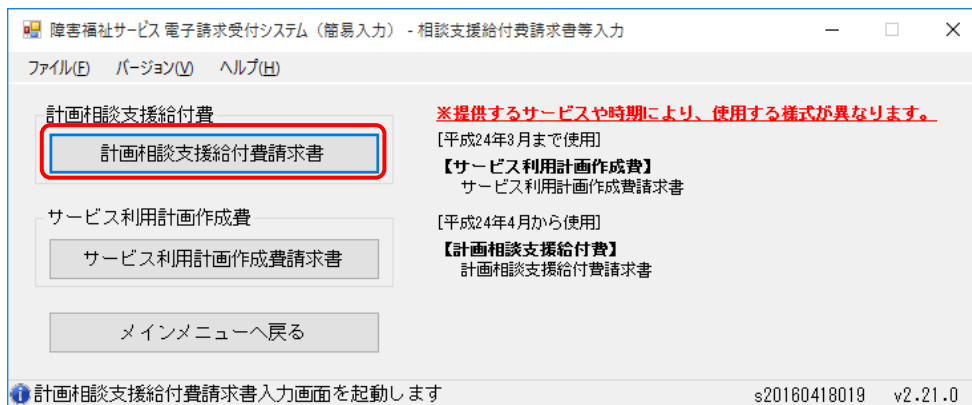 障害福祉サービス 電子請求受付システム（簡易入力） - 相談支援給付費請求書等入力
ファイル(F) バージョン(V) ヘルプ(H)
計画相談支援給付費
計画相談支援給付費請求書
サービス利用計画作成費
サービス利用計画作成費請求書
メインメニューへ戻る
※提供するサービスや時期により、使用する様式が異なります。
[平成24年3月まで使用]
【サービス利用計画作成費】
サービス利用計画作成費請求書
[平成24年4月から使用]
【計画相談支援給付費】
計画相談支援給付費請求書
計画相談支援給付費請求書入力画面を起動します s20160418019 v2.21.0